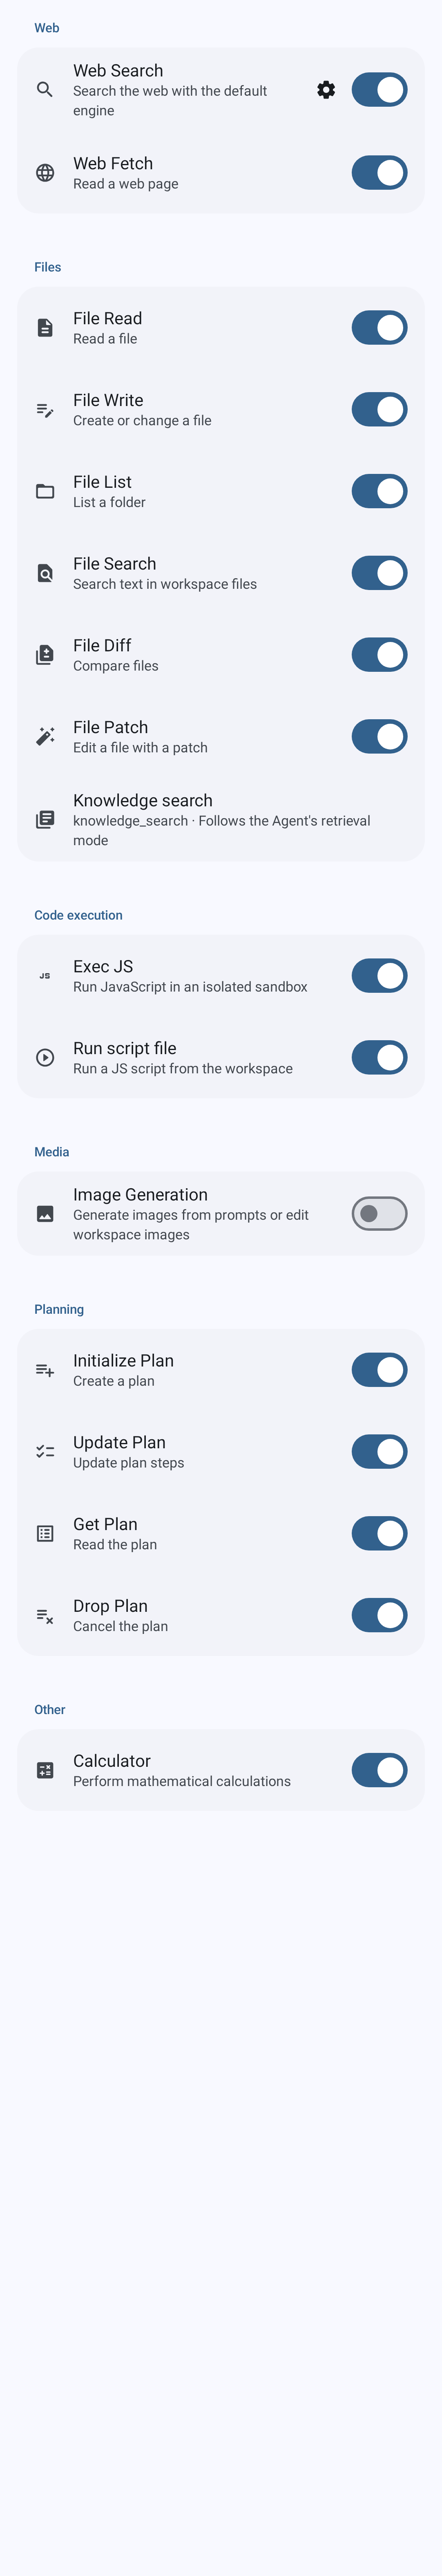 Web
Web Search
Search the web with the default
engine
Web Fetch
Read a web page
Files
File Read
Read a file
File Write
Create or change a file
File List
List a folder
File Search
Search text in workspace files
File Diff
Compare files
File Patch
Edit a file with a patch
Knowledge search
knowledge_search · Follows the Agent's retrieval
mode
Code execution
JS
Exec JS
Run JavaScript in an isolated sandbox
Run script file
Run a JS script from the workspace
Media
Image Generation
Generate images from prompts or edit
workspace images
Planning
Initialize Plan
Create a plan
Update Plan
Update plan steps
Get Plan
Read the plan
Drop Plan
Cancel the plan
Other
Calculator
Perform mathematical calculations